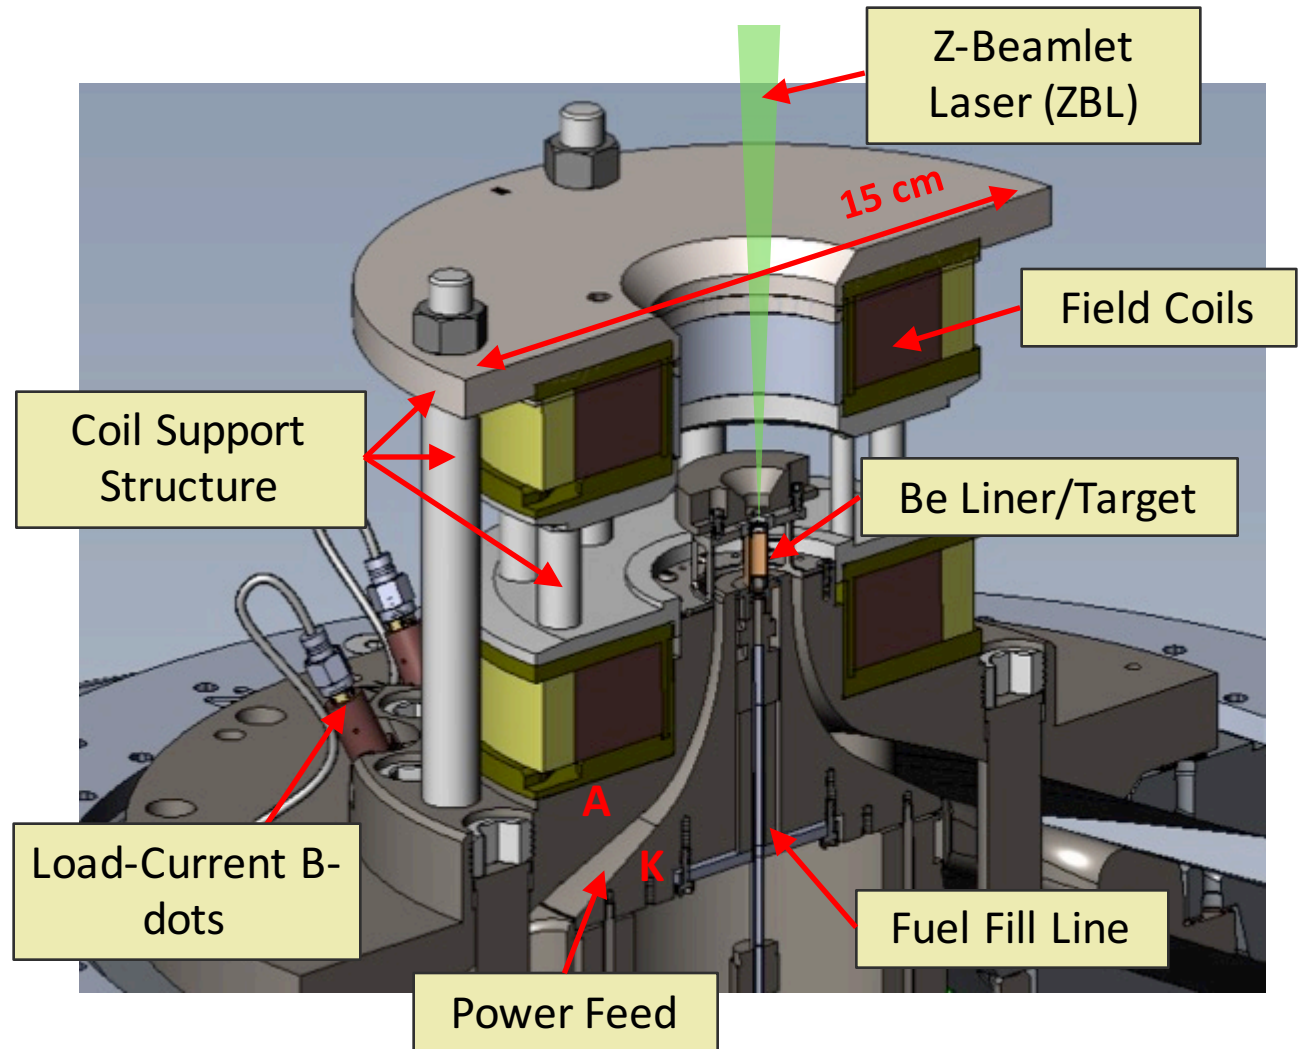 Z-Beamlet
Laser (ZBL)
15 cm
Field Coils
Coil Support
Structure
Be Liner/Target
A
Load-Current B-
dots
K
Fuel Fill Line
Power Feed